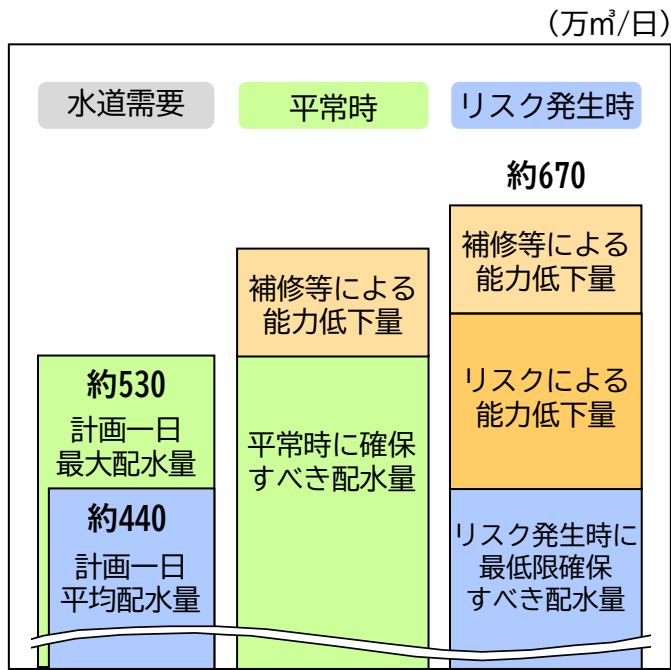 （万㎥/日）
水道需要
平常時
リスク発生時
約530
計画一日
最大配水量
約440
計画一日
平均配水量
補修等による
能力低下量
平常時に確保
すべき配水量
約670
補修等による
能力低下量
リスクによる
能力低下量
リスク発生時に
最低限確保
すべき配水量